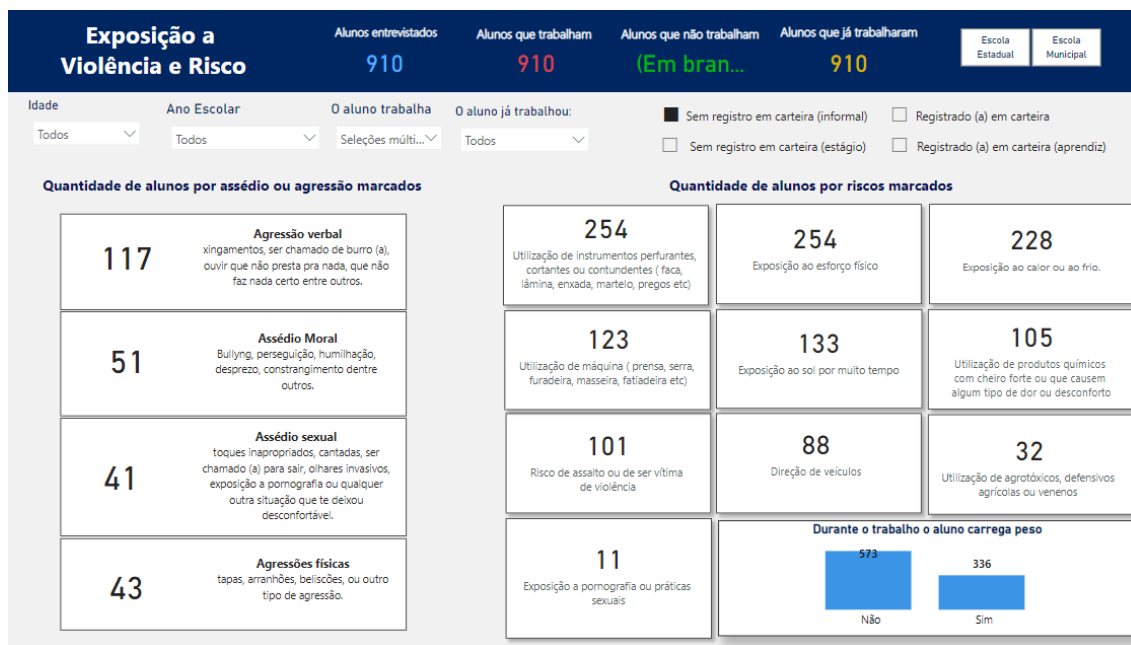 Exposição a
Violência e Risco
Alunos entrevistados
910
Alunos que trabalham
910
Alunos que não trabalham
(Em bran...
Alunos que já trabalharam
910
Escola
Estadual
Escola
Municipal
Idade
Todos
Ano Escolar
Todos
O aluno trabalha
Seleções múlti...
O aluno já trabalhou:
Todos
Sem registro em carteira (informal)
Registrado (a) em carteira
Sem registro em carteira (estágio)
Registrado (a) em carteira (aprendiz)
Quantidade de alunos por assédio ou agressão marcados
117
Agressão verbal
xingamentos, ser chamado de burro (a),
ouvir que não presta pra nada, que não
faz nada certo entre outros.
51
Assédio Moral
Bullyng, perseguição, humilhação,
desprezo, constrangimento dentre
outros.
41
Assédio sexual
toques inapropriados, cantadas, ser
chamado (a) para sair, olhares invasivos,
exposição a pornografia ou qualquer
outra situação que te deixou
desconfortável.
43
Agressões físicas
tapas, arranhões, beliscões, ou outro
tipo de agressão.
Quantidade de alunos por riscos marcados
254
Utilização de instrumentos perfurantes,
cortantes ou contundentes ( faca,
lâmina, enxada, martelo, pregos etc)
254
Exposição ao esforço físico
228
Exposição ao calor ou ao frio.
123
Utilização de máquina ( prensa, serra,
furadeira, masseira, fatiadeira etc)
133
Exposição ao sol por muito tempo
105
Utilização de produtos químicos
com cheiro forte ou que causem
algum tipo de dor ou desconforto
101
Risco de assalto ou de ser vítima
de violência
88
Direção de veículos
32
Utilização de agrotóxicos, defensivos
agrícolas ou venenos
11
Exposição a pornografia ou práticas
sexuais
Durante o trabalho o aluno carrega peso
573
336
Não
Sim